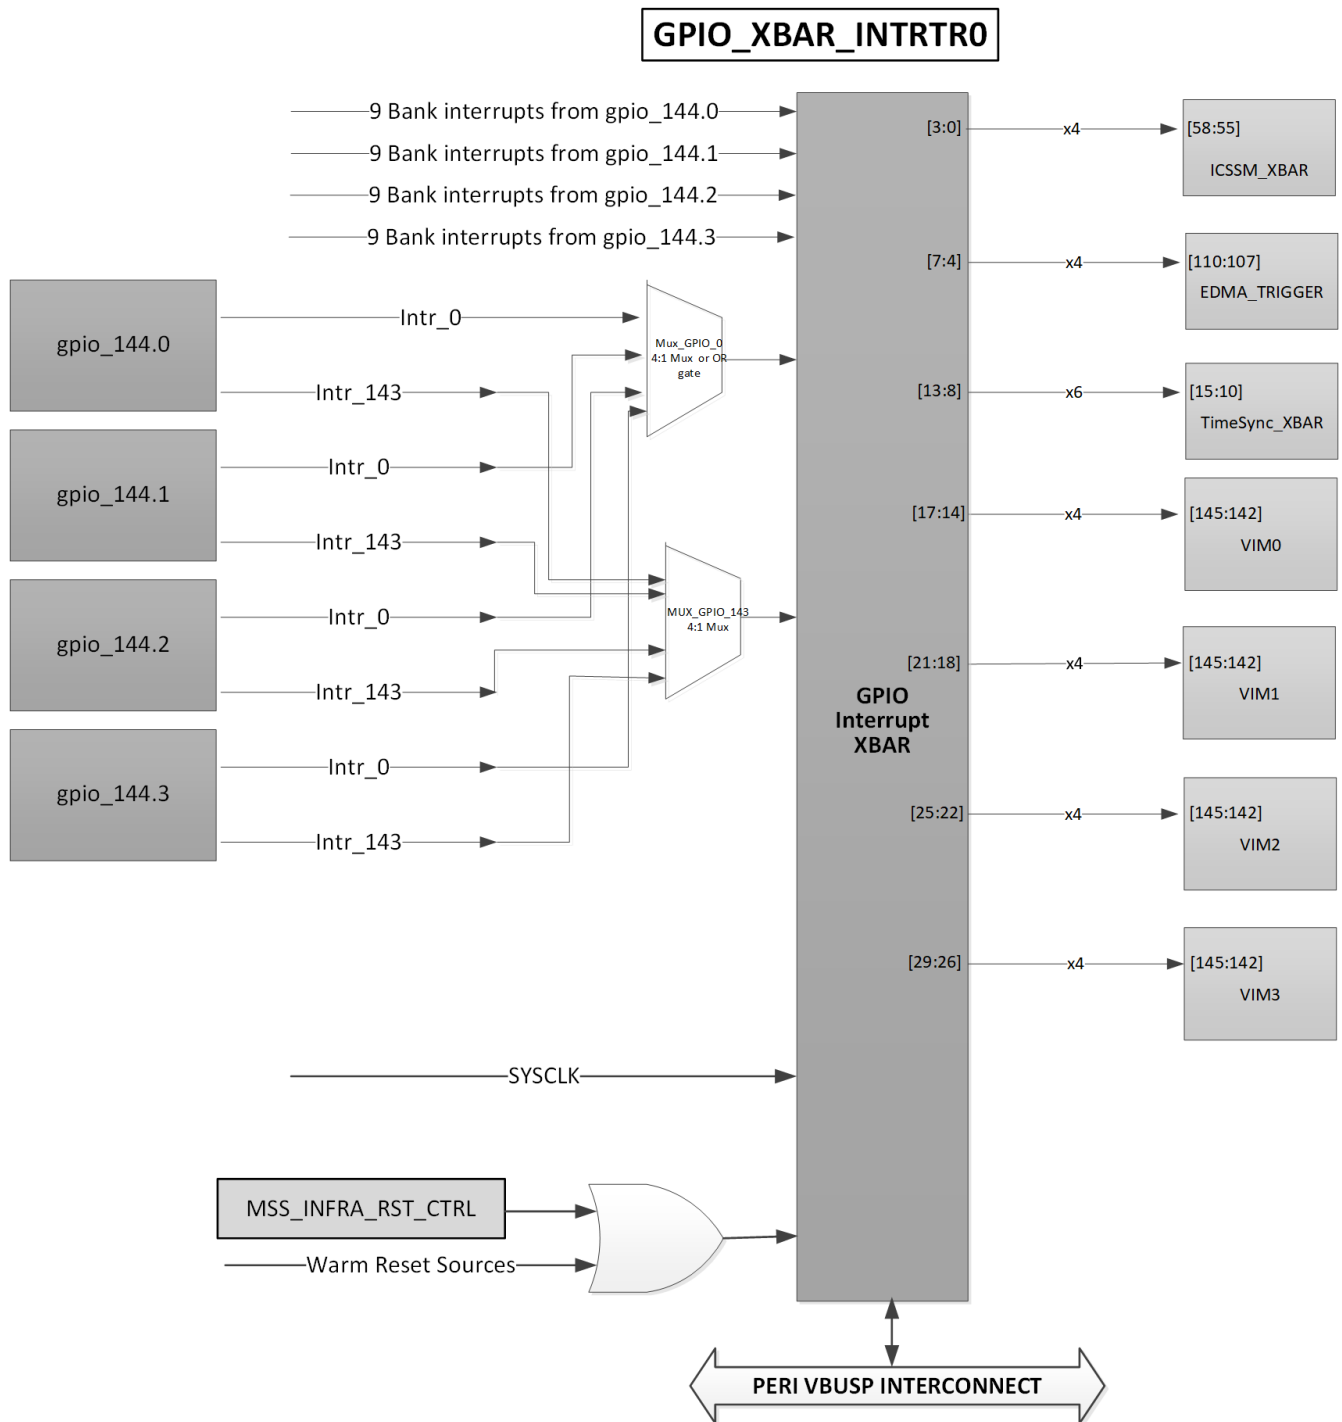 GPIO_XBAR_INTRTR0
9 Bank interrupts from gpio_144.0
9 Bank interrupts from gpio_144.1
9 Bank interrupts from gpio_144.2
9 Bank interrupts from gpio_144.3
gpio_144.0
Intr_0
Intr_143
gpio_144.1
Intr_0
Intr_143
gpio_144.2
Intr_0
Intr_143
gpio_144.3
Intr_0
Intr_143
Mux_GPIO_0
4:1 Mux or OR
gate
MUX_GPIO_143
4:1 Mux
GPIO
Interrupt
XBAR
[3:0]
x4
[58:55]
ICSSM_XBAR
[7:4]
x4
[110:107]
EDMA_TRIGGER
[13:8]
x6
[15:10]
TimeSync_XBAR
[17:14]
x4
[145:142]
VIM0
[21:18]
x4
[145:142]
VIM1
[25:22]
x4
[145:142]
VIM2
[29:26]
x4
[145:142]
VIM3
SYSCLK
MSS_INFRA_RST_CTRL
Warm Reset Sources
PERI VBUSP INTERCONNECT